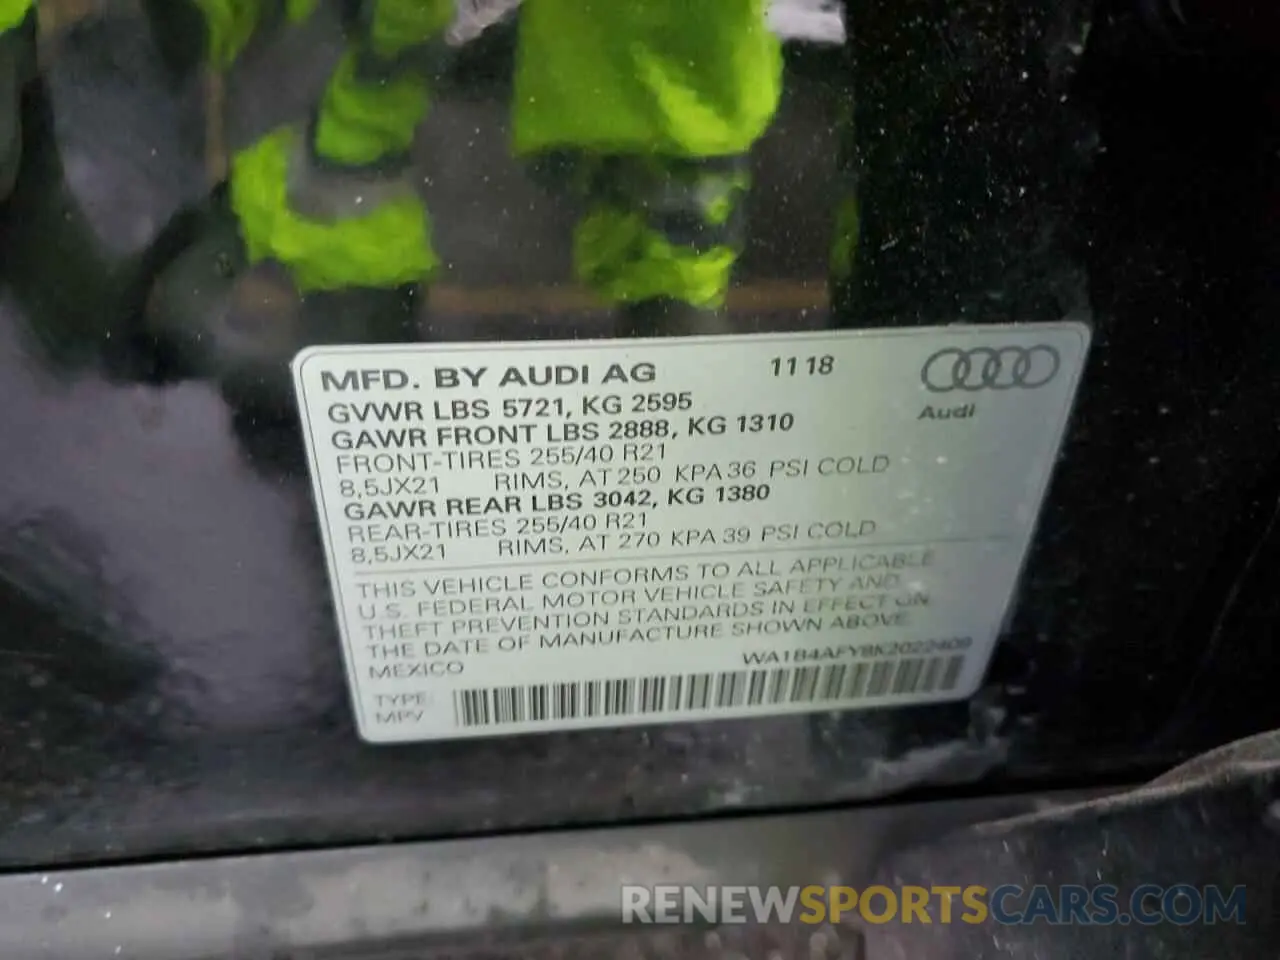 MFD. BY AUDI AG 11 18
Audi
GVWR LBS 5721, KG 2595
GAWR FRONT LBS 2888, KG 1310
FRONT-TIRES 255/40 R21
8,5JX21 RIMS, AT 250 KPA 36 PSI COLD
GAWR REAR LBS 3042, KG 1380
REAR-TIRES 255/40 R21
8,5JX21 RIMS, AT 270 KPA 39 PSI COLD
THIS VEHICLE CONFORMS TO ALL APPLICABLE
U.S. FEDERAL MOTOR VEHICLE SAFETY AND
THEFT PREVENTION STANDARDS IN EFFECT ON
THE DATE OF MANUFACTURE SHOWN ABOVE.
MEXICO WA1B4AFY8K2022409
TYPE:
MPV
RENEWSPORTSCARS.COM